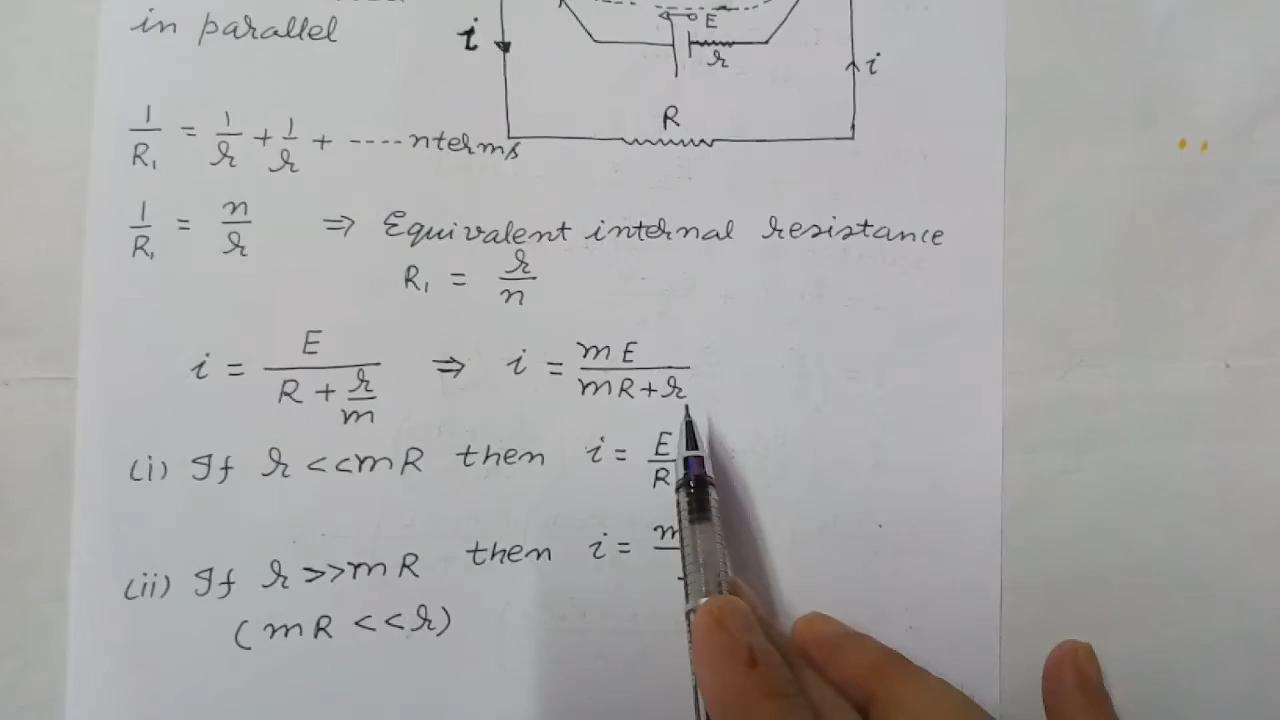 in parallel
i
E
r
i
R
1/R₁ = 1/r + 1/r + ---- nterms
1/R₁ = n/r ⇒ Equivalent internal resistance
R₁ = r/n
i = E/(R + r/m) ⇒ i = mE/(mR+r)
(i) If r <<mR then i = E/R
(ii) If r >>mR then i = m
(mR <<r)